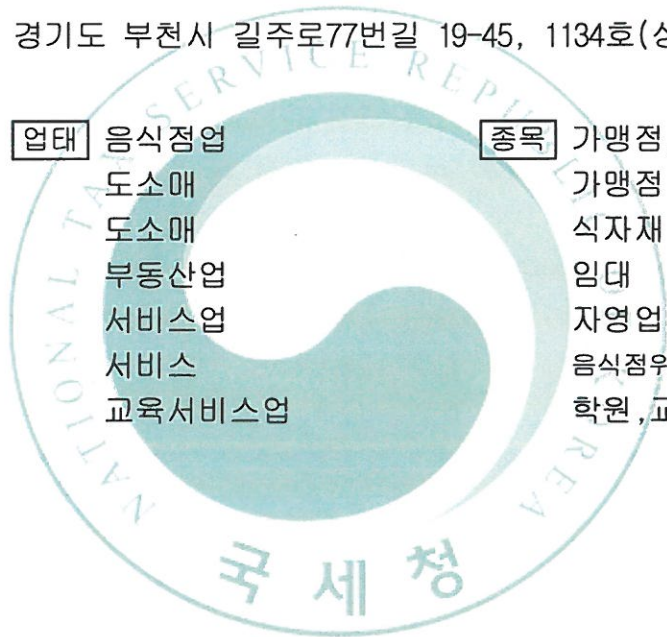 경기도 부천시 길주로77번길 19-45, 1134호(상
NATIONAL TAX SERVICE REPUBLIC OF KOREA
업태 음식점업 종목 가맹점
도소매 가맹점
도소매 식자재
부동산업 임대
서비스업 자영업
서비스 음식점위
교육서비스업 학원,교
국세청